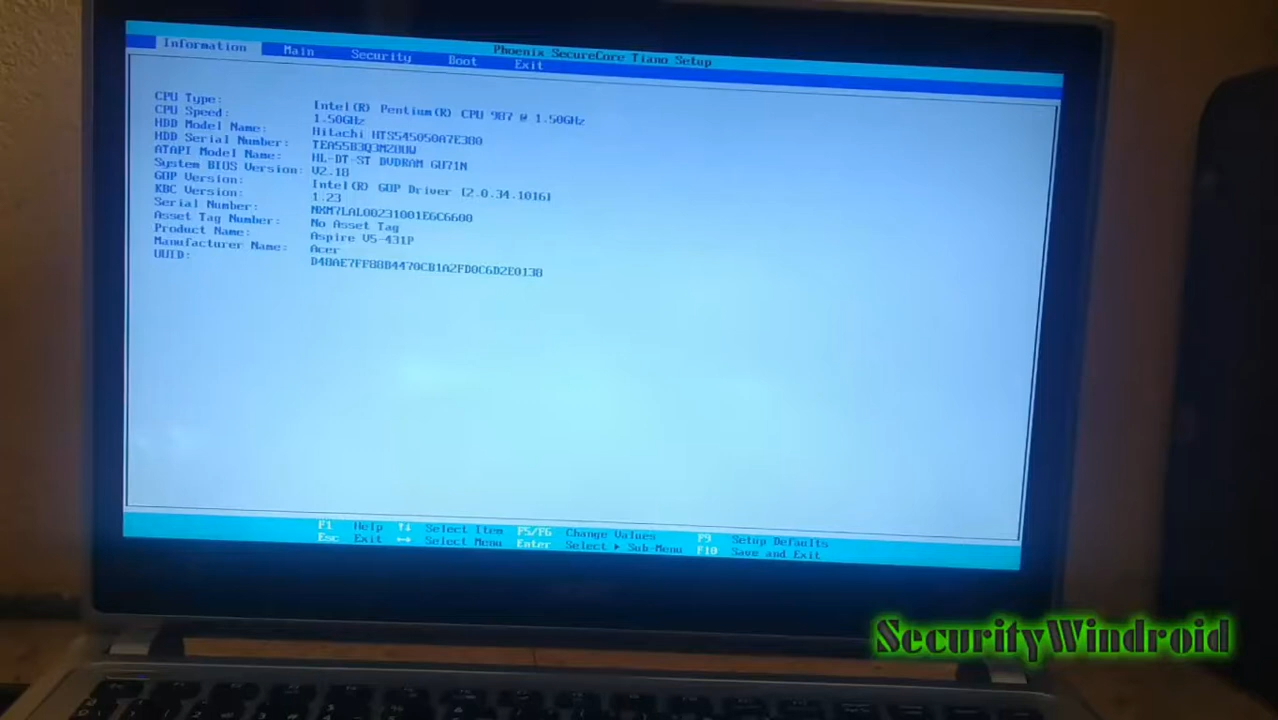 Phoenix SecureCore Tiano Setup
Information Main Security Boot Exit
CPU Type: Intel(R) Pentium(R) CPU 987 @ 1.50GHz
CPU Speed: 1.50GHz
HDD Model Name: Hitachi HTS545050A7E380
HDD Serial Number: TEA55B3Q3M28UW
ATAPI Model Name: HL-DT-ST DVDRAM GU71N
System BIOS Version: V2.18
GOP Version: Intel(R) GOP Driver [2.0.34.1016]
KBC Version: 1.23
Serial Number: NXM7LAL00231001EGC6600
Asset Tag Number: No Asset Tag
Product Name: Aspire V5-431P
Manufacturer Name: Acer
UUID: D48AE7FF88B4470CB1A2FD0C6D2E0138
F1 Help ↑↓ Select Item F5/F6 Change Values F9 Setup Defaults
Esc Exit ↔ Select Menu Enter Select ▶ Sub-Menu F10 Save and Exit
SecurityWindroid